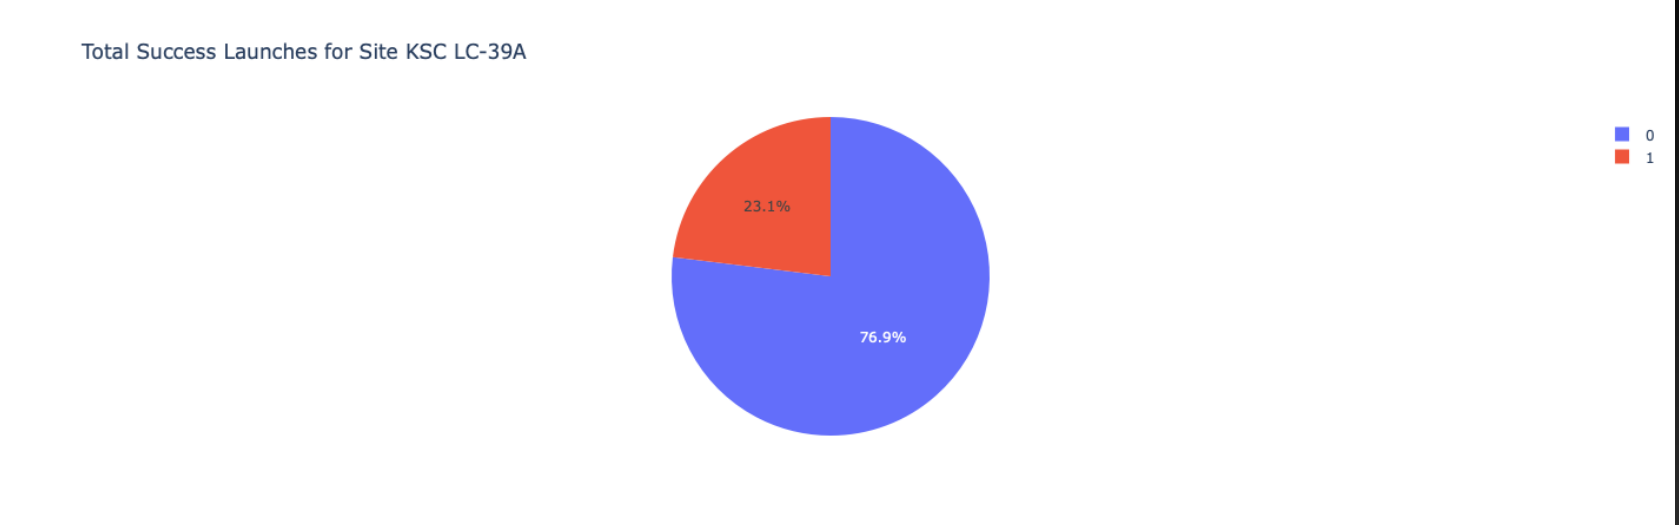 Total Success Launches for Site KSC LC-39A
0
1
23.1%
76.9%